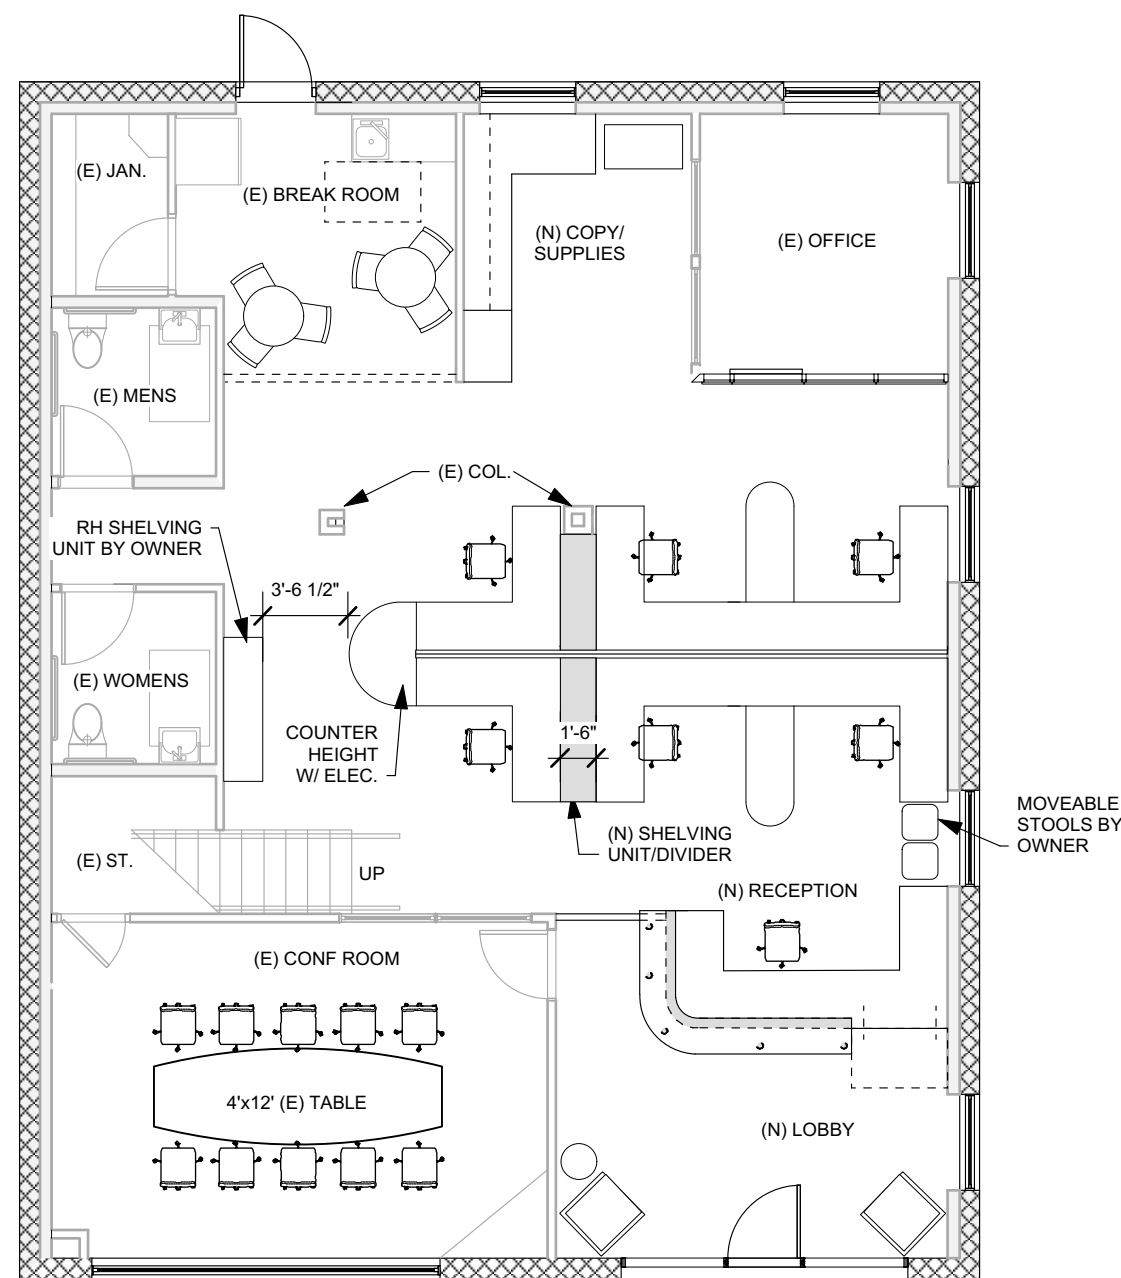 (E) JAN.
(E) BREAK ROOM
(N) COPY/
SUPPLIES
(E) OFFICE
(E) MENS
(E) COL.
RH SHELVING
UNIT BY OWNER
3'-6 1/2"
(E) WOMENS
COUNTER
HEIGHT
W/ ELEC.
1'-6"
(N) SHELVING
UNIT/DIVIDER
MOVEABLE
STOOLS BY
OWNER
(E) ST.
UP
(N) RECEPTION
(E) CONF ROOM
4'x12' (E) TABLE
(N) LOBBY